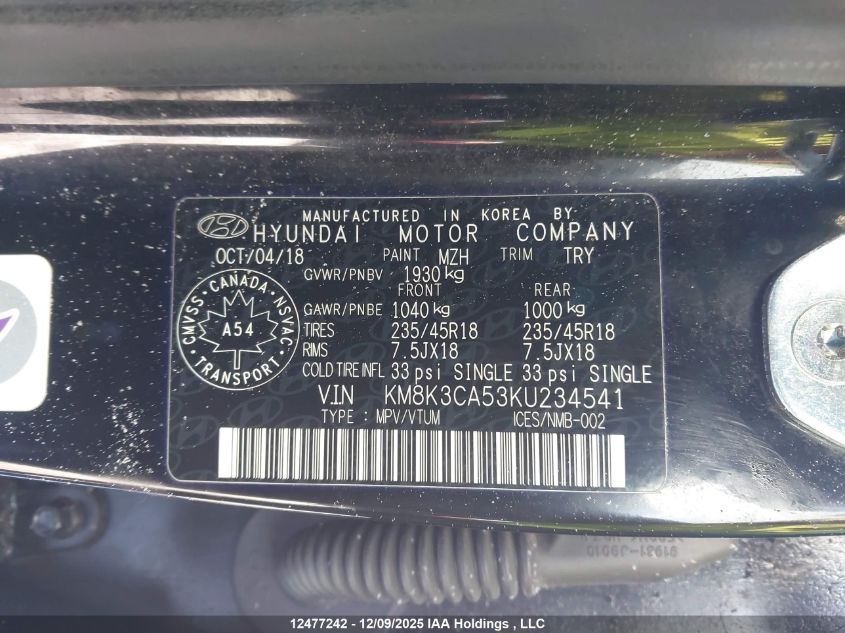 MANUFACTURED IN KOREA BY
HYUNDAI MOTOR COMPANY
OCT/04/18 PAINT MZH TRIM TRY
GVWR/PNBV 1930 kg
FRONT REAR
GAWR/PNBE 1040 kg 1000 kg
TIRES 235/45R18 235/45R18
RIMS 7.5JX18 7.5JX18
COLD TIRE INFL 33 psi SINGLE 33 psi SINGLE
V.I.N KM8K3CA53KU234541
TYPE : MPV/VTUM ICES/NMB-002
CMVSS · CANADA · NSVAC
A54
TRANSPORT
91931-J9010
12477242 - 12/09/2025 IAA Holdings , LLC